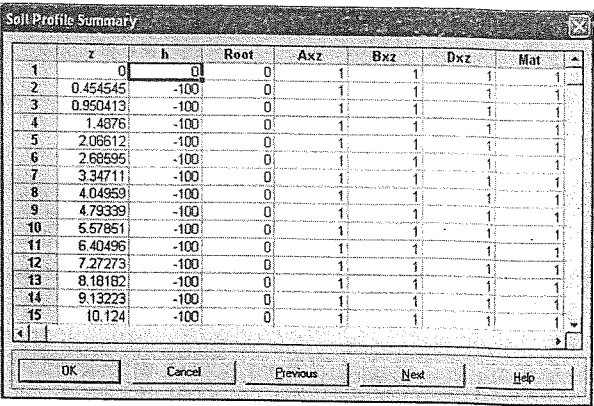 Soil Profile Summary
z h Root Axz Bxz Dxz Mat
1 0 0 0 1 1 1 1
2 0.454545 -100 0 1 1 1 1
3 0.950413 -100 0 1 1 1 1
4 1.4876 -100 0 1 1 1 1
5 2.06612 -100 0 1 1 1 1
6 2.68595 -100 0 1 1 1 1
7 3.34711 -100 0 1 1 1 1
8 4.04959 -100 0 1 1 1 1
9 4.79339 -100 0 1 1 1 1
10 5.57851 -100 0 1 1 1 1
11 6.40496 -100 0 1 1 1 1
12 7.27273 -100 0 1 1 1 1
13 8.18182 -100 0 1 1 1 1
14 9.13223 -100 0 1 1 1 1
15 10.124 -100 0 1 1 1 1
OK Cancel Previous Next Help